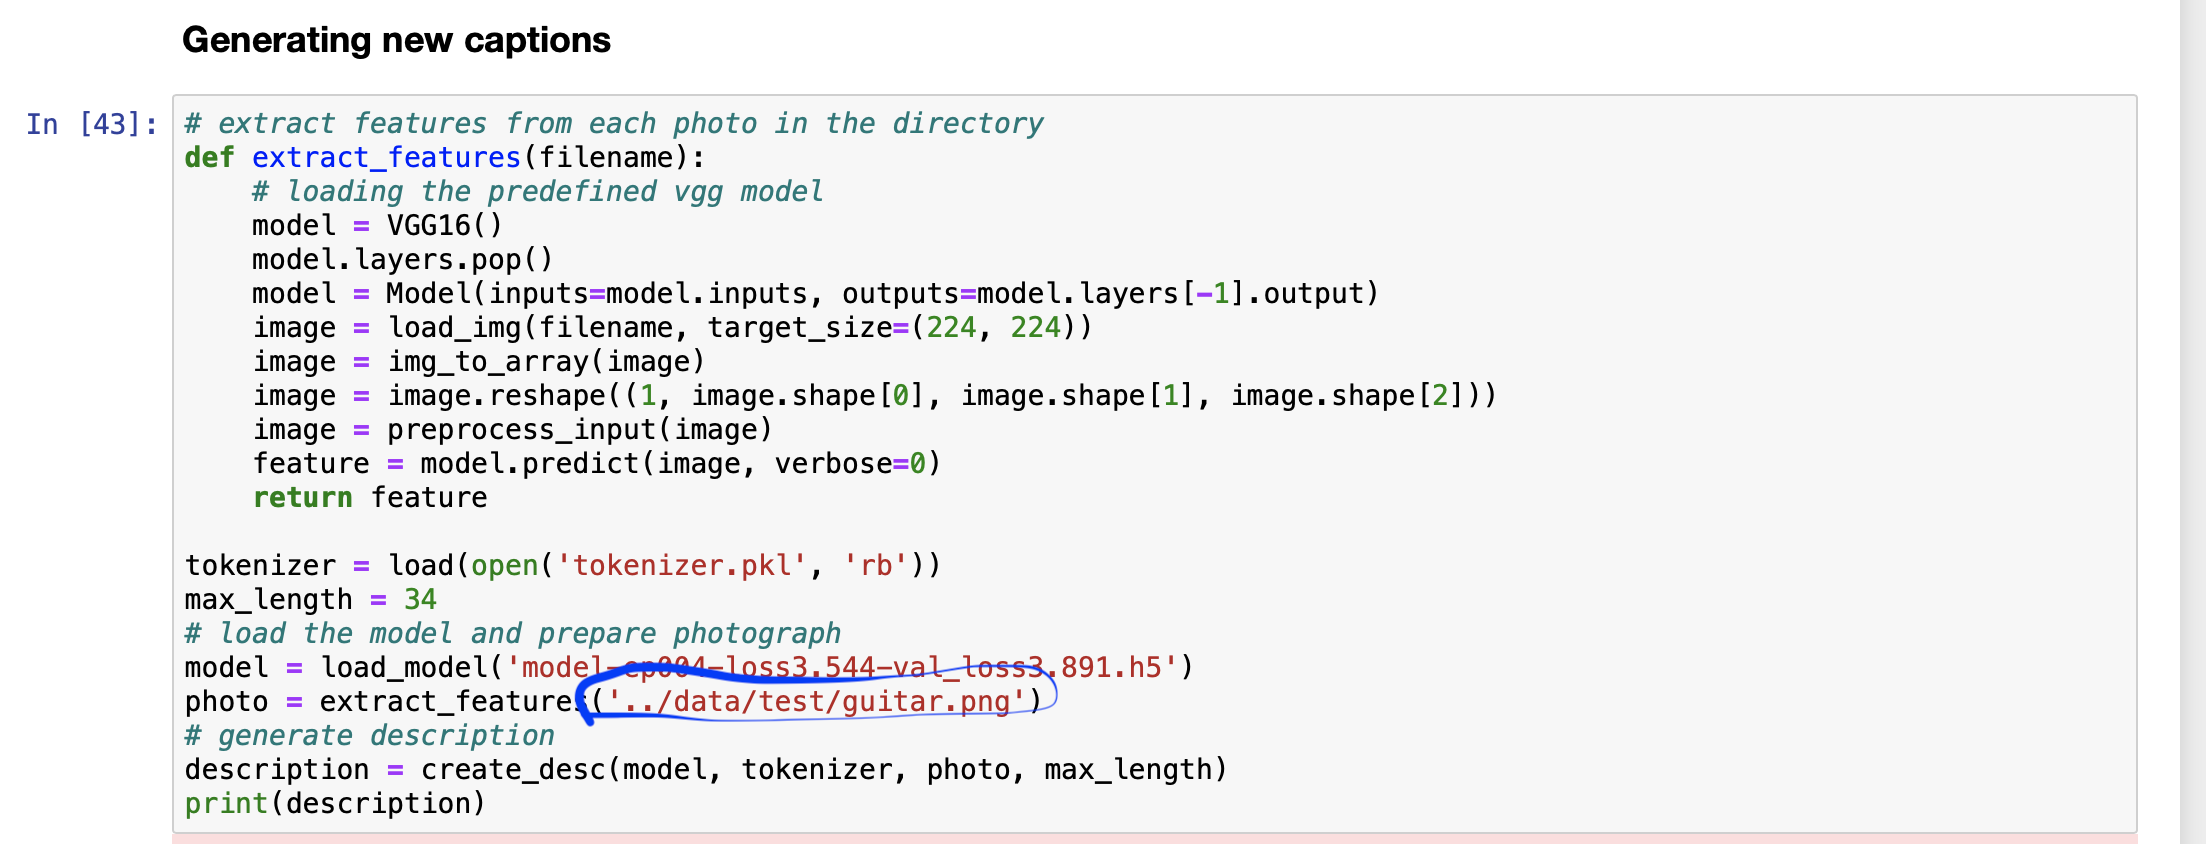 Generating new captions
In [43]:
# extract features from each photo in the directory
def extract_features(filename):
    # loading the predefined vgg model
    model = VGG16()
    model.layers.pop()
    model = Model(inputs=model.inputs, outputs=model.layers[-1].output)
    image = load_img(filename, target_size=(224, 224))
    image = img_to_array(image)
    image = image.reshape((1, image.shape[0], image.shape[1], image.shape[2]))
    image = preprocess_input(image)
    feature = model.predict(image, verbose=0)
    return feature

tokenizer = load(open('tokenizer.pkl', 'rb'))
max_length = 34
# load the model and prepare photograph
model = load_model('model-ep004-loss3.544-val_loss3.891.h5')
photo = extract_features('../data/test/guitar.png')
# generate description
description = create_desc(model, tokenizer, photo, max_length)
print(description)